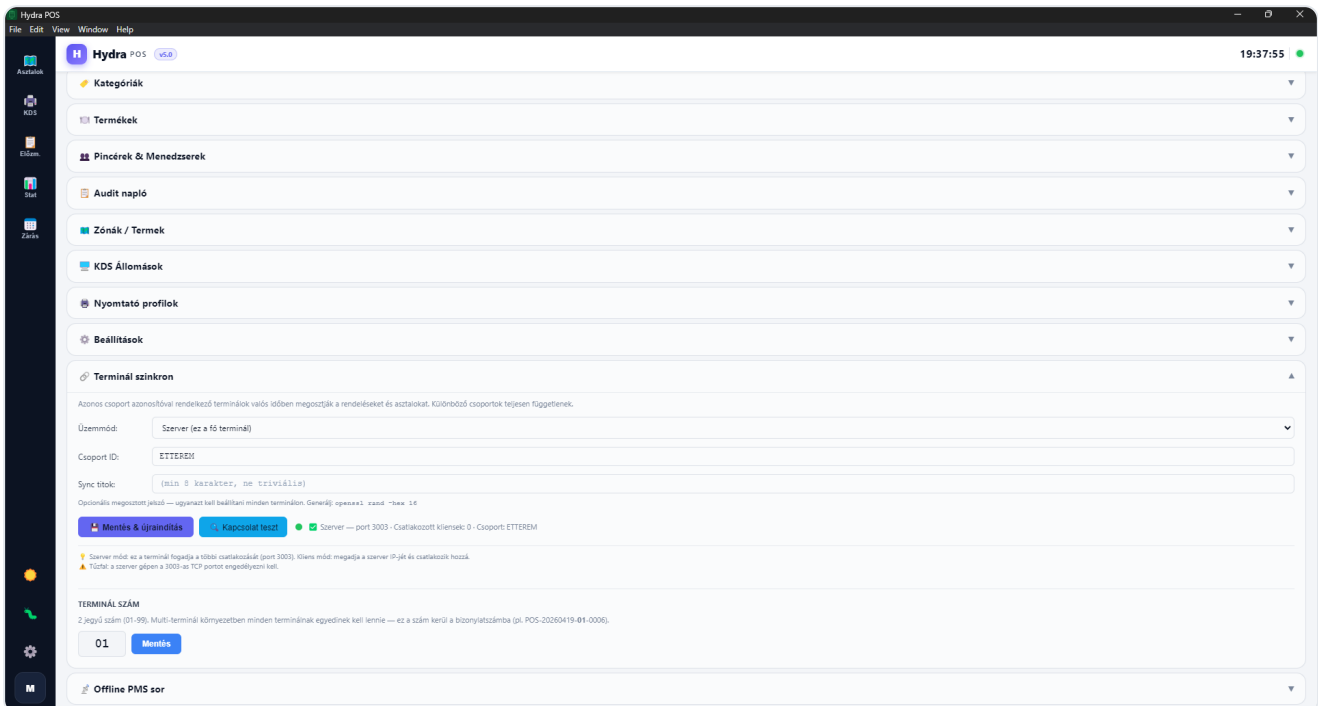 Hydra POS
File Edit View Window Help
H Hydra POS v5.0
19:37:55
Asztalok
KDS
Előzm.
Stat
Zárás
M
Kategóriák
Termékek
Pincérek & Menedzserek
Audit napló
Zónák / Termek
KDS Állomások
Nyomtató profilok
Beállítások
Terminál szinkron
Azonos csoport azonosítóval rendelkező terminálok valós időben megosztják a rendeléseket és asztalokat. Különböző csoportok teljesen függetlenek.
Üzemmód: Szerver (ez a fő terminál)
Csoport ID: ETTEREM
Sync titok: (min 8 karakter, ne triviális)
Opcionális megosztott jelszó — ugyanazt kell beállítani minden terminálon. Generálj: openssl rand -hex 16
Mentés & újraindítás Kapcsolat teszt Szerver — port 3003 · Csatlakozott kliensek: 0 · Csoport: ETTEREM
Szerver mód: ez a terminál fogadja a többi csatlakozását (port 3003). Kliens mód: megadja a szerver IP-jét és csatlakozik hozzá.
Tűzfal: a szerver gépen a 3003-as TCP portot engedélyezni kell.
TERMINÁL SZÁM
2 jegyű szám (01-99). Multi-terminál környezetben minden terminálnak egyedinek kell lennie — ez a szám kerül a bizonylatszámba (pl. POS-20260419-01-0006).
01 Mentés
Offline PMS sor